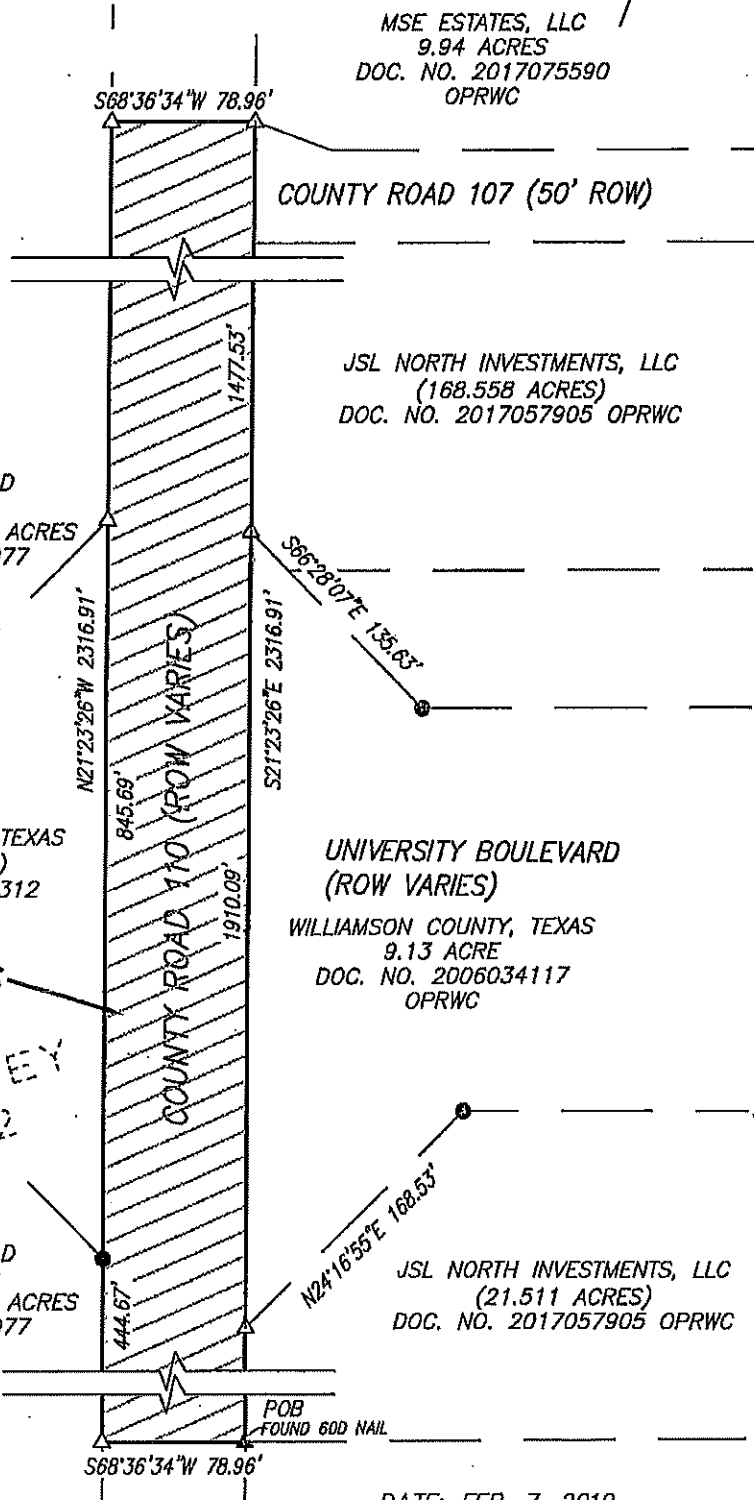 MSE ESTATES, LLC
9.94 ACRES
DOC. NO. 2017075590
OPRWC
S68°36'34"W 78.96'
COUNTY ROAD 107 (50' ROW)
1477.53'
JSL NORTH INVESTMENTS, LLC
(168.558 ACRES)
DOC. NO. 2017057905 OPRWC
D
ACRES
977
S66°28'07"E 135.63'
N21°23'26"W 2316.91'
845.69'
COUNTY ROAD 110 (ROW VARIES)
S21°23'26"E 2316.91'
1910.09'
TEXAS
)
312
UNIVERSITY BOULEVARD
(ROW VARIES)
WILLIAMSON COUNTY, TEXAS
9.13 ACRE
DOC. NO. 2006034117
OPRWC
EY
N24°16'55"E 168.53'
D
ACRES
977
444.67'
JSL NORTH INVESTMENTS, LLC
(21.511 ACRES)
DOC. NO. 2017057905 OPRWC
POB
FOUND 60D NAIL
S68°36'34"W 78.96'